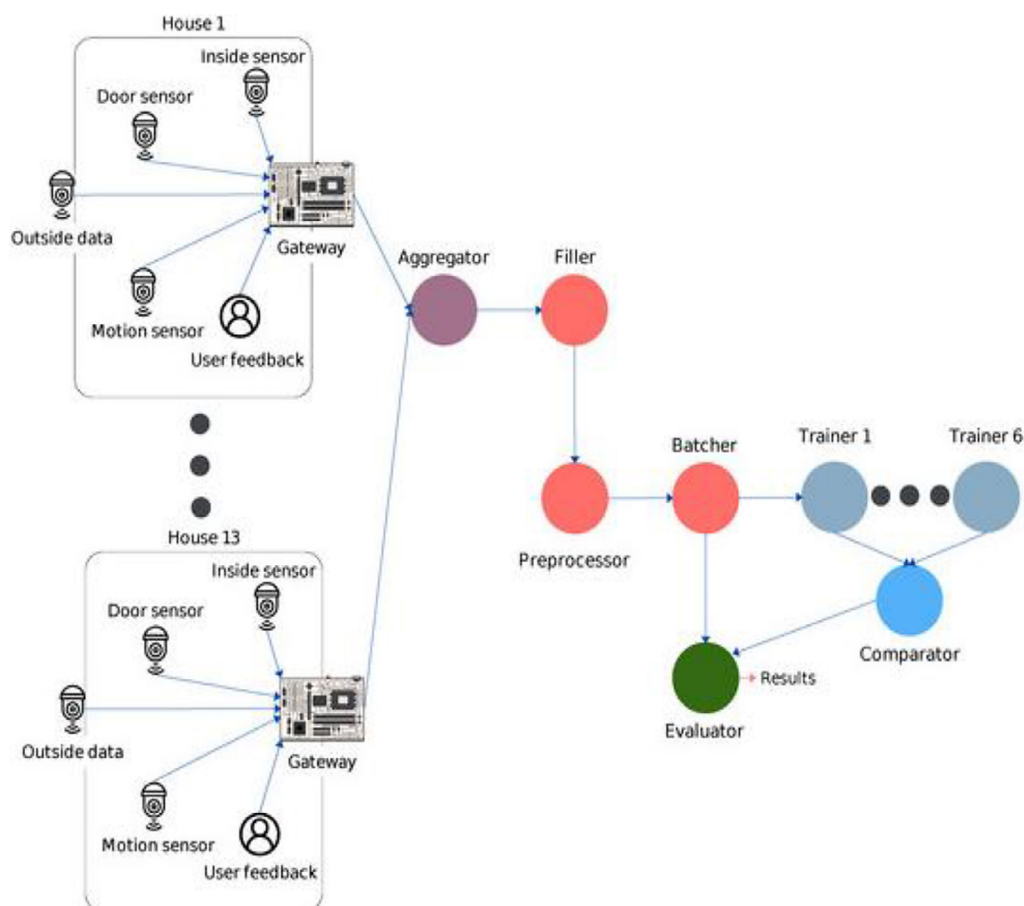 House 1
Inside sensor
Door sensor
Outside data
Gateway
Motion sensor
User feedback
Aggregator
Filler
Preprocessor
Batcher
Trainer 1
Trainer 6
Comparator
Results
Evaluator
House 13
Inside sensor
Door sensor
Outside data
Gateway
Motion sensor
User feedback